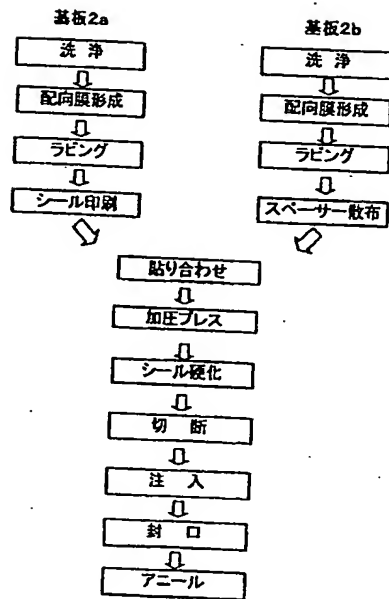 基板2a
洗 浄
配向膜形成
ラビング
シール印刷
基板2b
洗 浄
配向膜形成
ラビング
スペーサー散布
貼り合わせ
加圧プレス
シール硬化
切 断
注 入
封 口
アニール